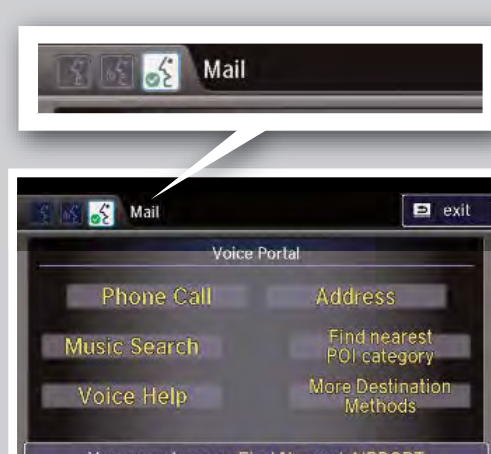 Mail
Mail
exit
Voice Portal
Phone Call
Address
Music Search
Find nearest
POI category
Voice Help
More Destination
Methods